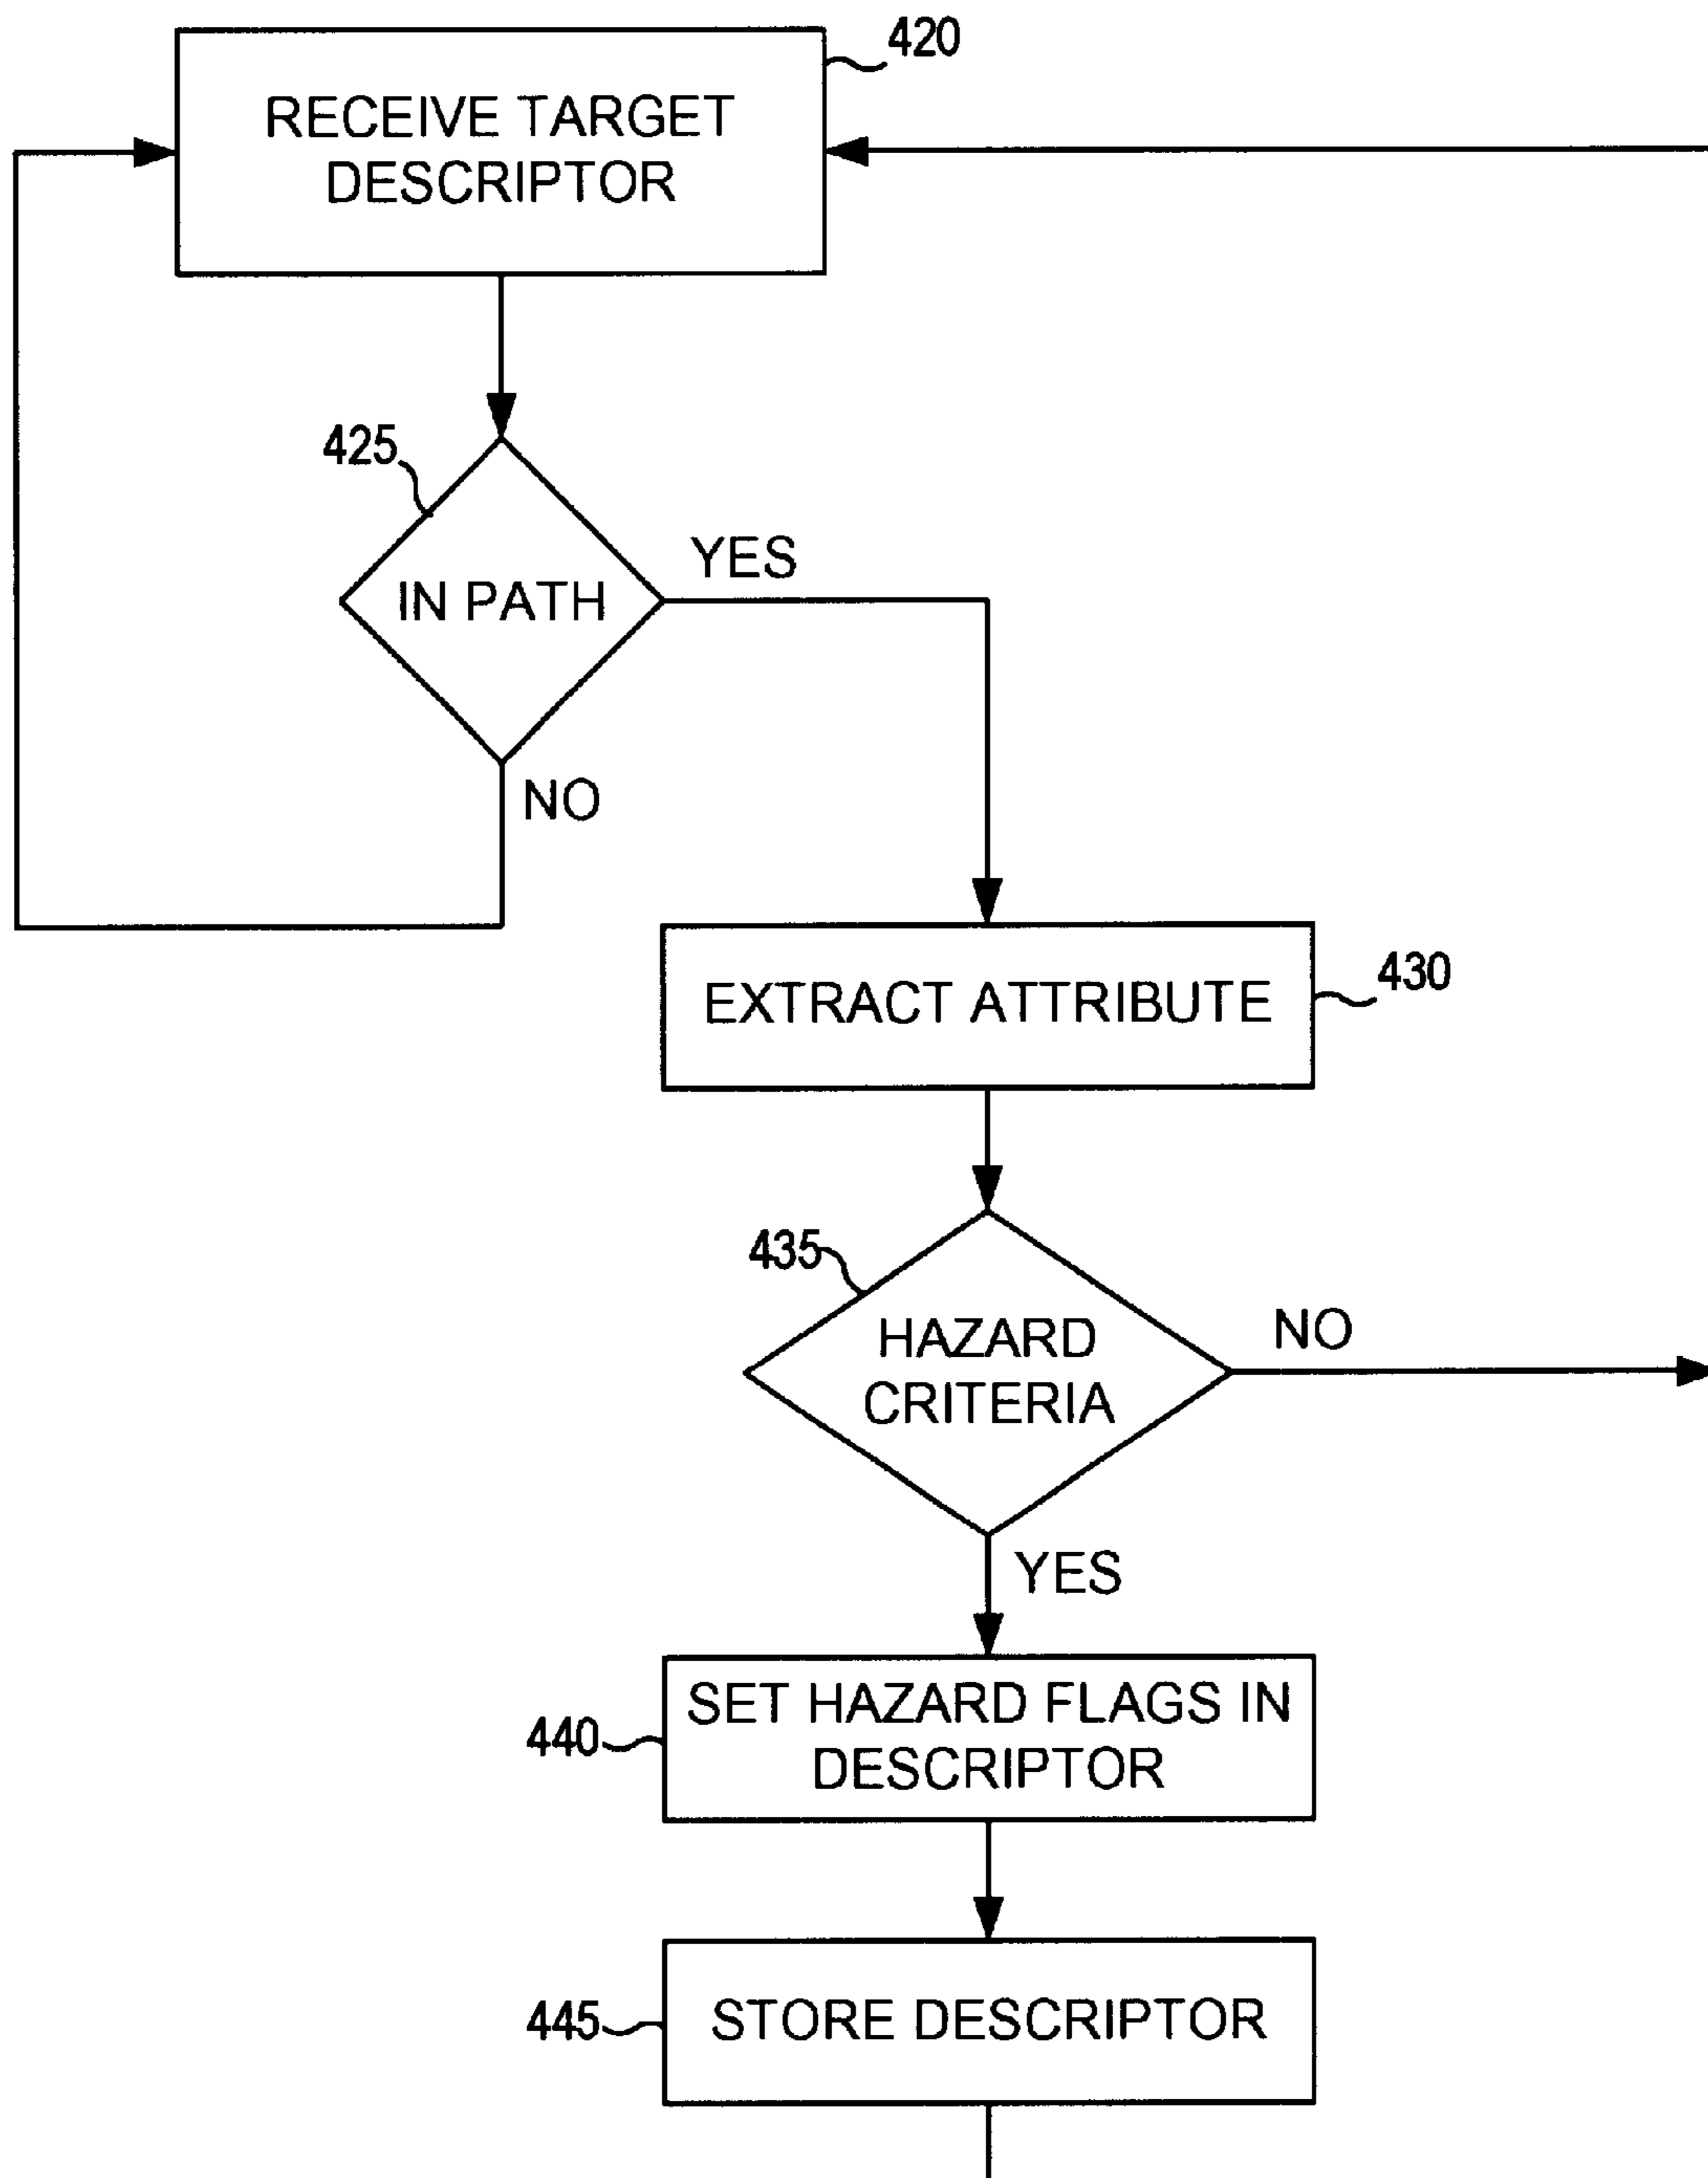 420
RECEIVE TARGET
DESCRIPTOR
425
IN PATH
YES
NO
EXTRACT ATTRIBUTE
430
435
HAZARD
CRITERIA
NO
YES
440
SET HAZARD FLAGS IN
DESCRIPTOR
445
STORE DESCRIPTOR